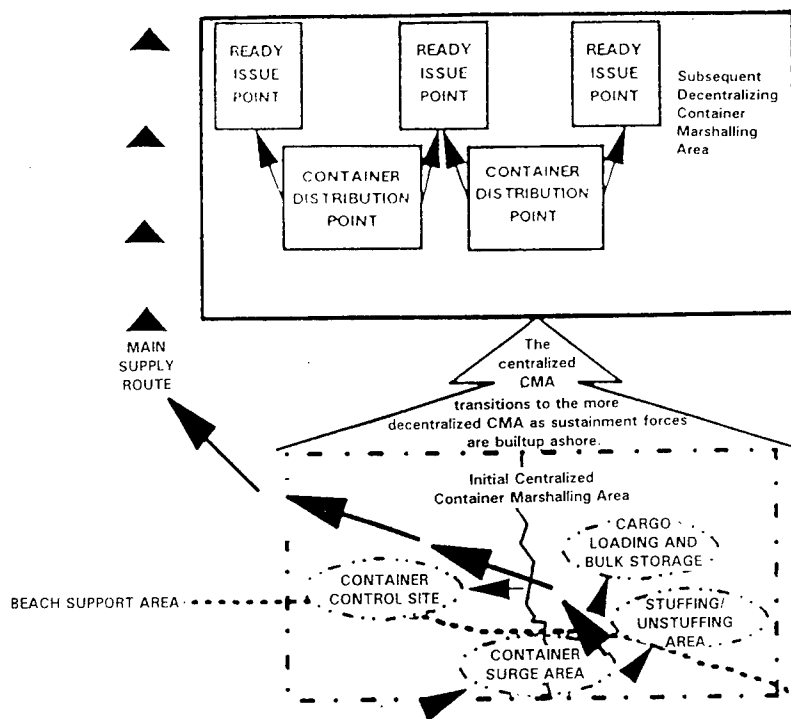 READY
ISSUE
POINT
READY
ISSUE
POINT
READY
ISSUE
POINT
Subsequent
Decentralizing
Container
Marshalling
Area
CONTAINER
DISTRIBUTION
POINT
CONTAINER
DISTRIBUTION
POINT
MAIN
SUPPLY
ROUTE
The
centralized
CMA
transitions to the more
decentralized CMA as sustainment forces
are builtup ashore.
Initial Centralized
Container Marshalling Area
CARGO
LOADING AND
BULK STORAGE
CONTAINER
CONTROL SITE
BEACH SUPPORT AREA
STUFFING/
UNSTUFFING
AREA
CONTAINER
SURGE AREA